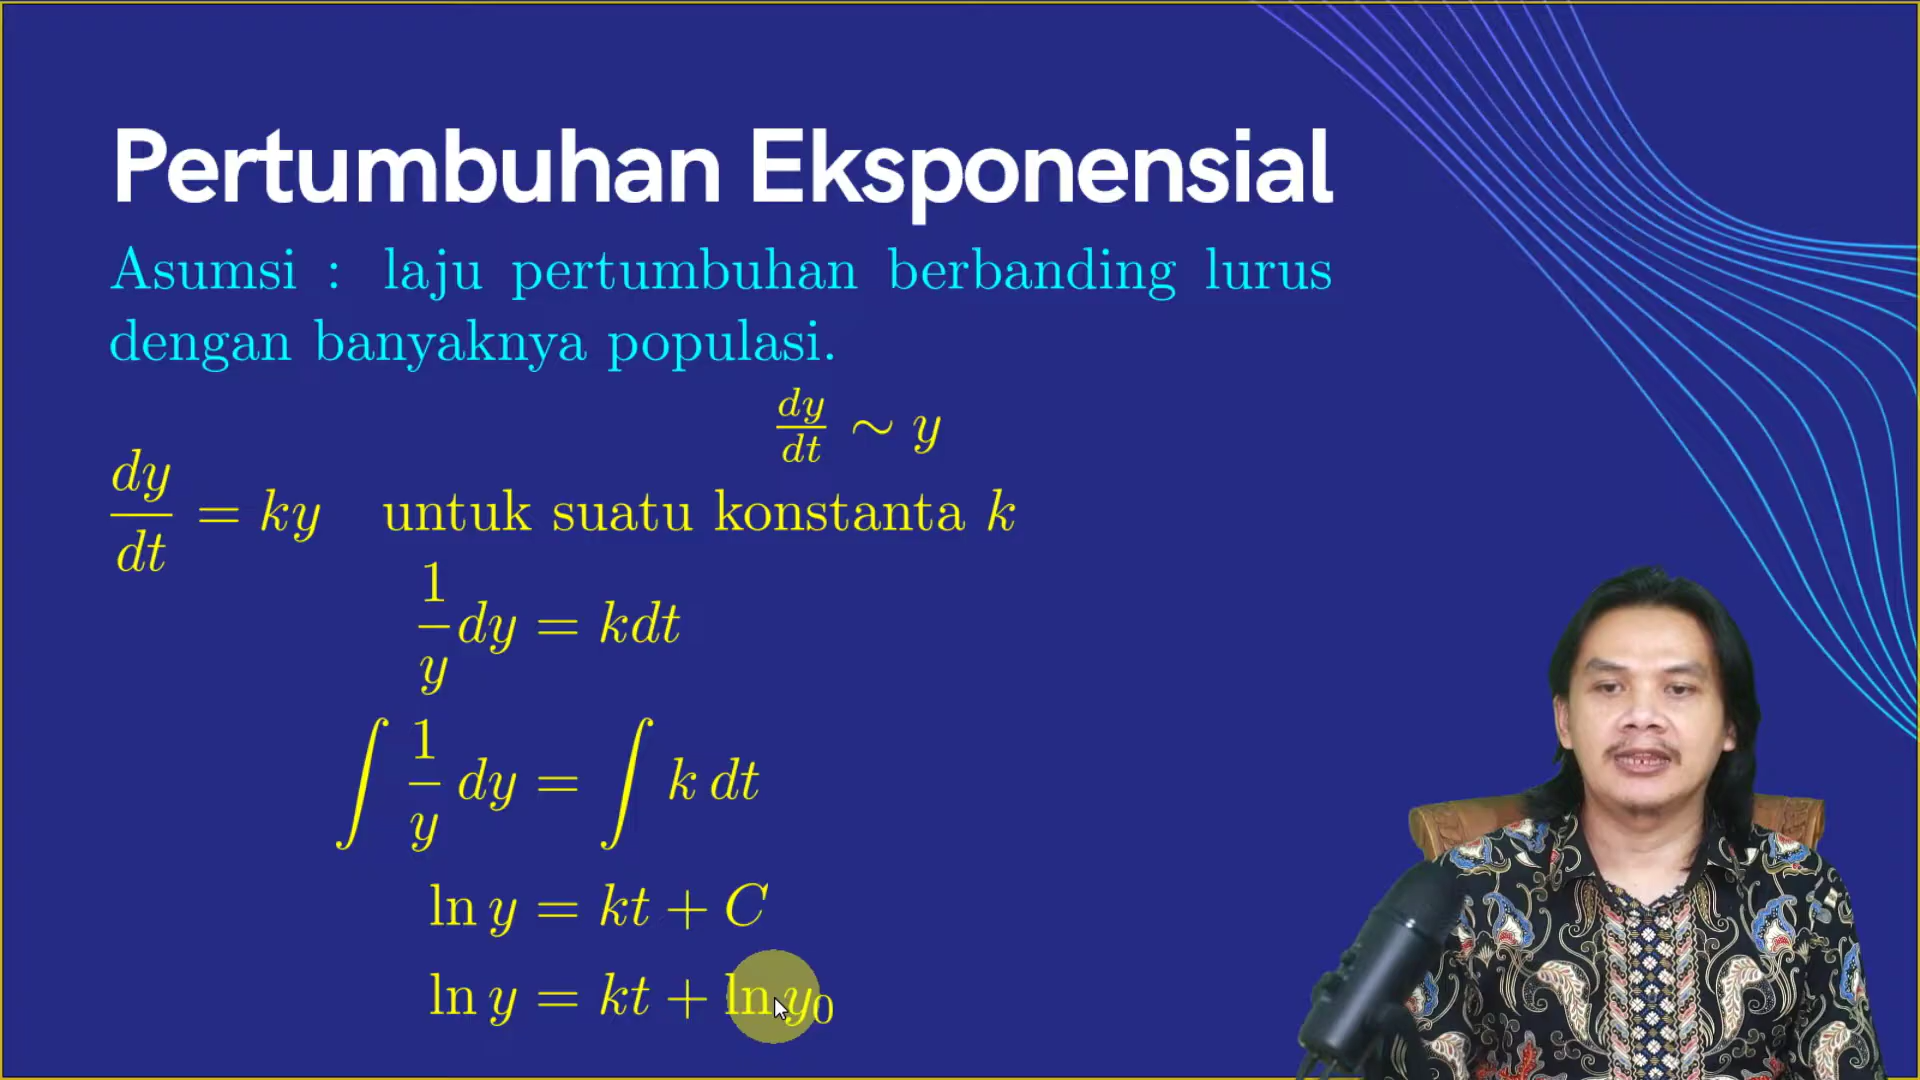 Pertumbuhan Eksponensial
Asumsi : laju pertumbuhan berbanding lurus
dengan banyaknya populasi.
dy/dt ∼ y
dy/dt = ky untuk suatu konstanta k
1/y dy = kdt
∫ 1/y dy = ∫ k dt
ln y = kt + C
ln y = kt + ln y₀